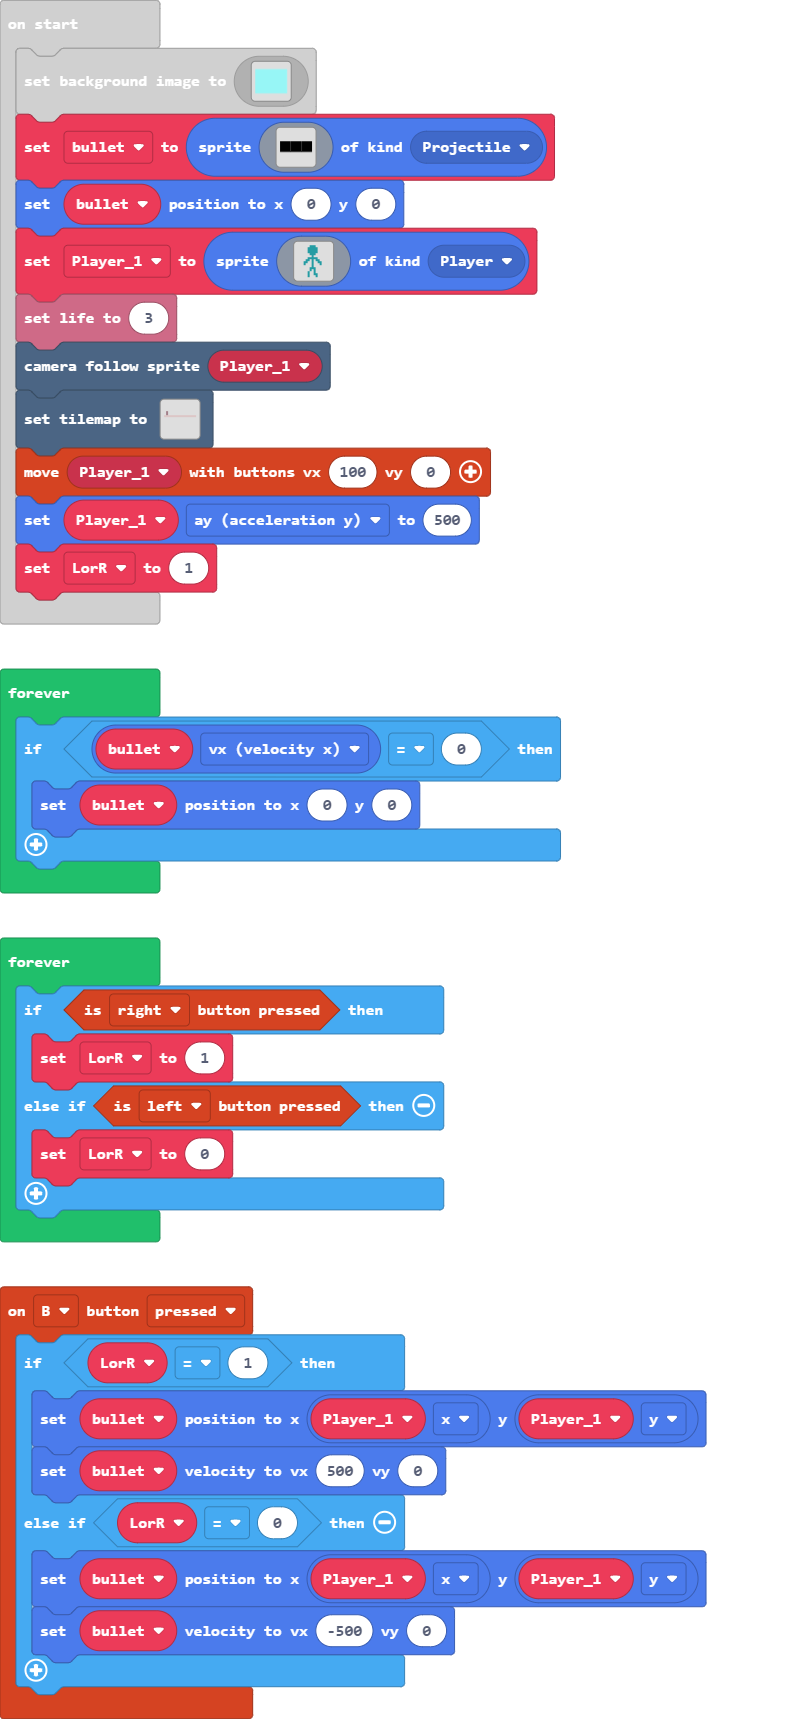 on start
set background image to
set bullet to sprite of kind Projectile
set bullet position to x 0 y 0
set Player_1 to sprite of kind Player
set life to 3
camera follow sprite Player_1
set tilemap to
move Player_1 with buttons vx 100 vy 0
set Player_1 ay (acceleration y) to 500
set LorR to 1
forever
if bullet vx (velocity x) = 0 then
set bullet position to x 0 y 0
forever
if is right button pressed then
set LorR to 1
else if is left button pressed then
set LorR to 0
on B button pressed
if LorR = 1 then
set bullet position to x Player_1 x y Player_1 y
set bullet velocity to vx 500 vy 0
else if LorR = 0 then
set bullet position to x Player_1 x y Player_1 y
set bullet velocity to vx -500 vy 0